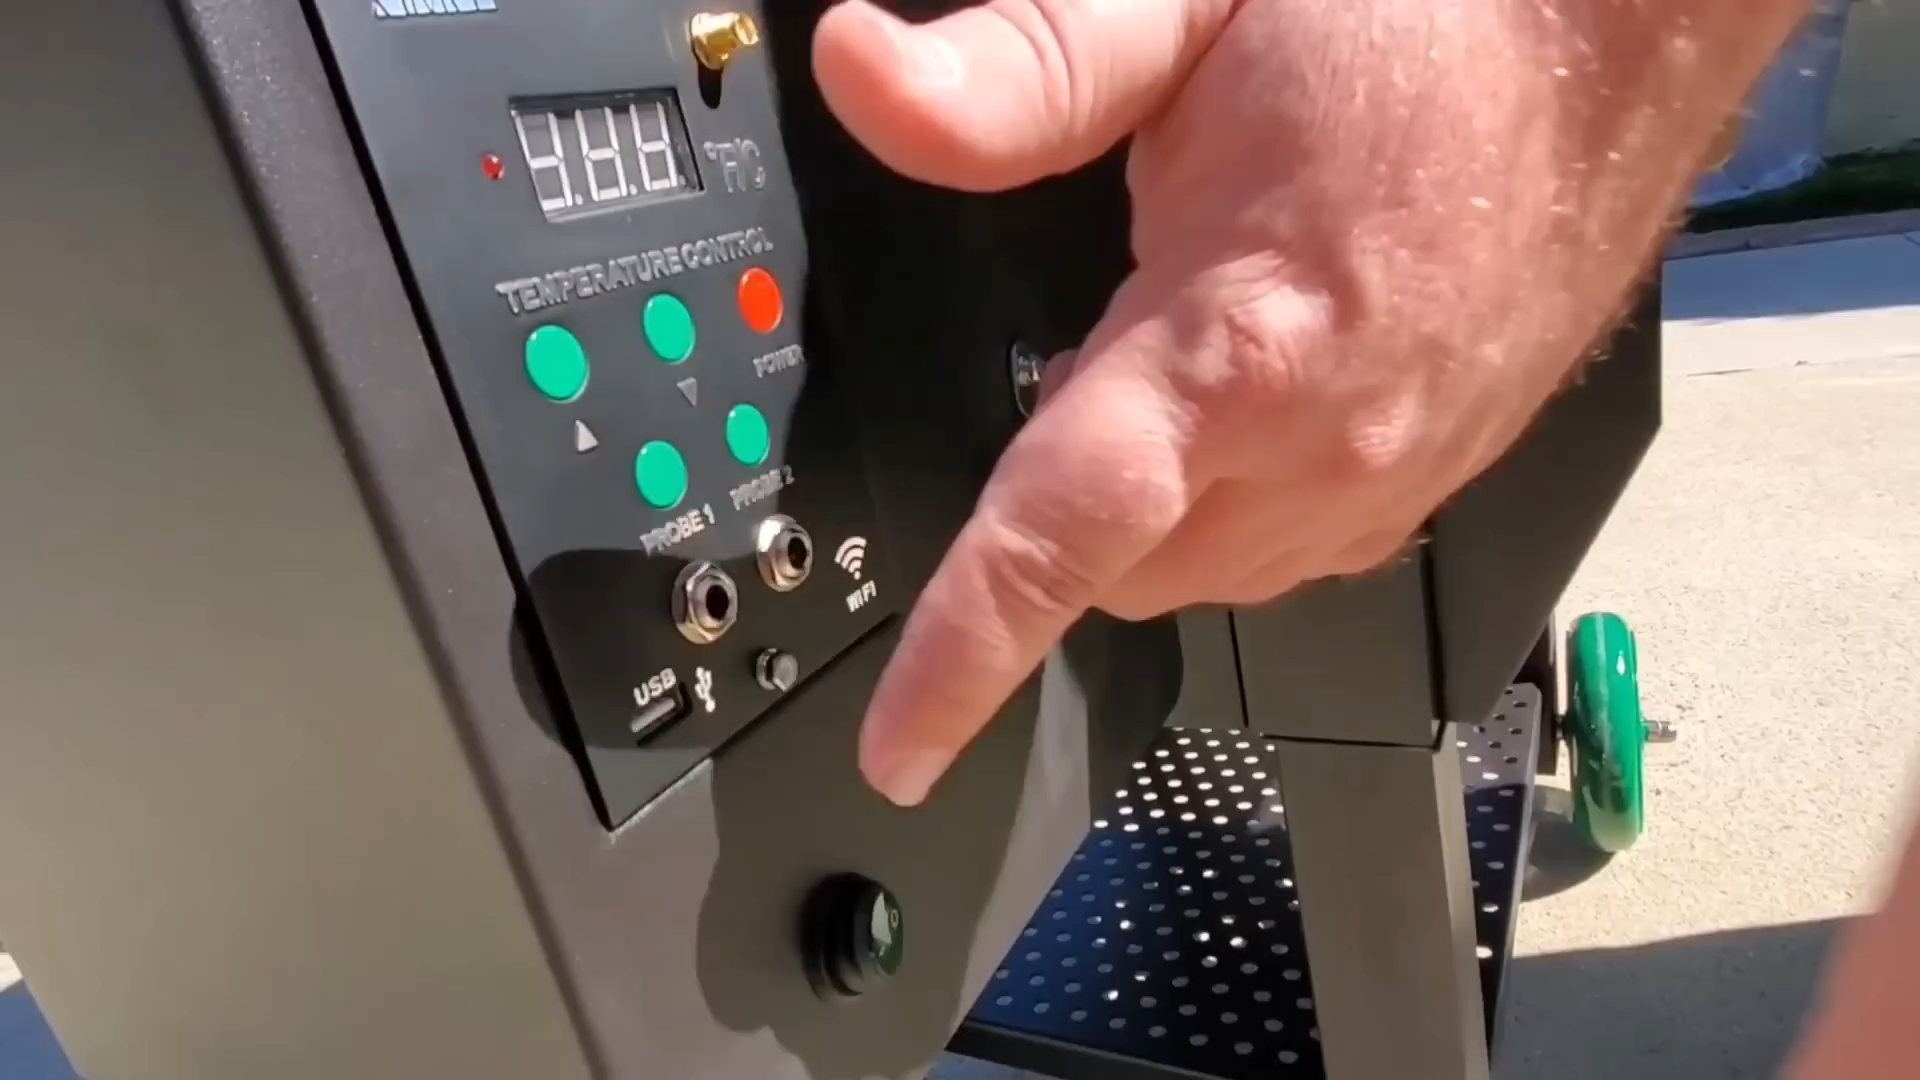 °F/C
TEMPERATURE CONTROL
POWER
PROBE 1
PROBE 2
WIFI
USB